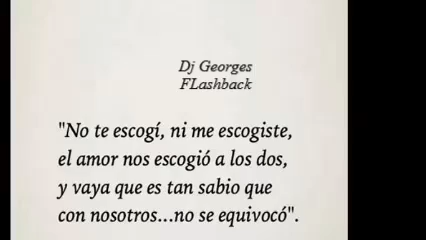 Dj Georges
FLashback
"No te escogí, ni me escogiste,
el amor nos escogió a los dos,
y vaya que es tan sabio que
con nosotros...no se equivocó".